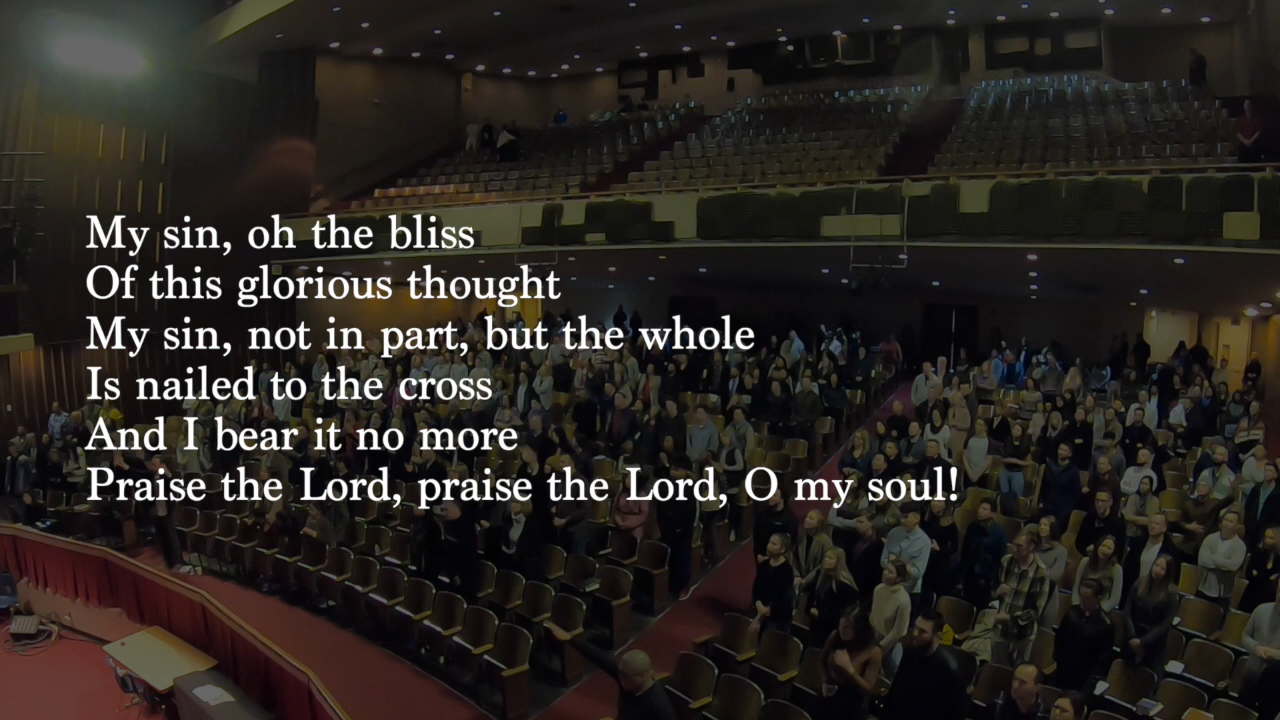 My sin, oh the bliss
Of this glorious thought
My sin, not in part, but the whole
Is nailed to the cross
And I bear it no more
Praise the Lord, praise the Lord, O my soul!